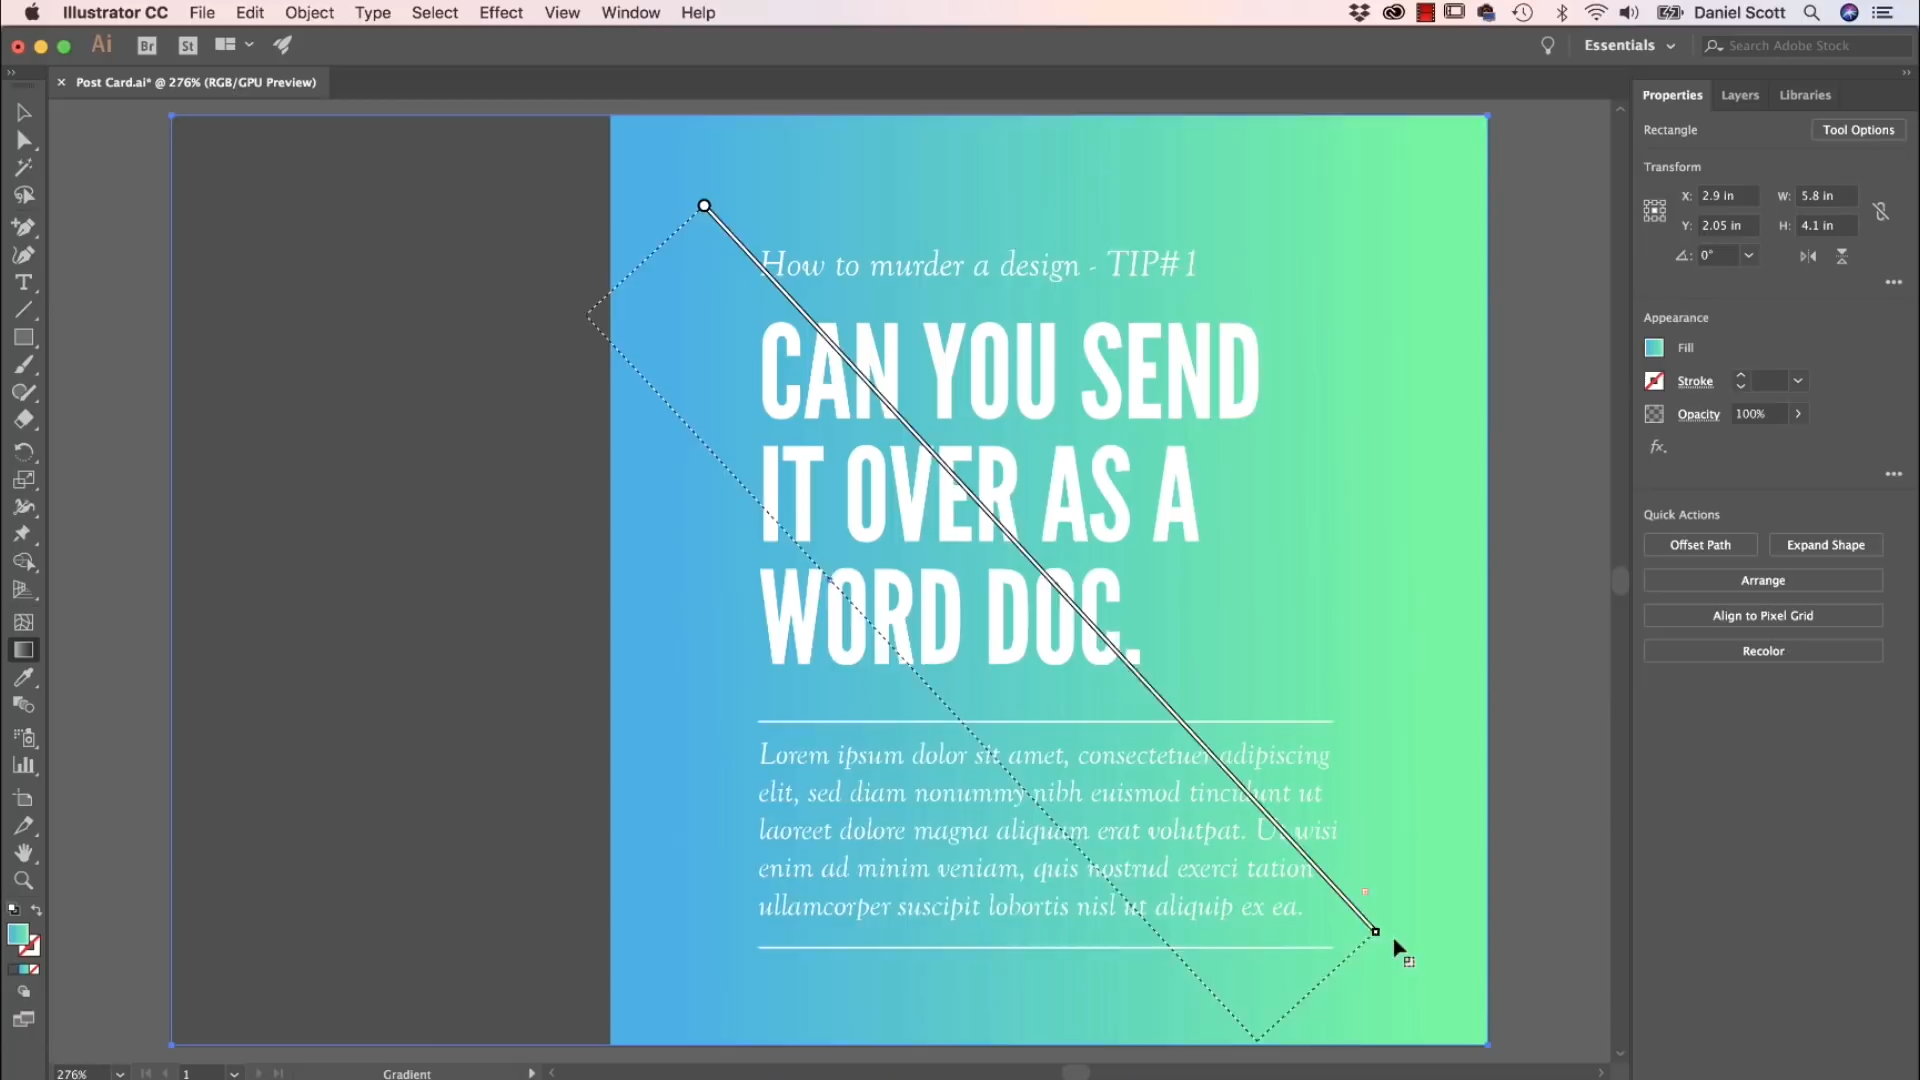 Illustrator CC File Edit Object Type Select Effect View Window Help Daniel Scott
Ai Br St Essentials Search Adobe Stock
× Post Card.ai* @ 276% (RGB/GPU Preview)
Properties Layers Libraries
Rectangle Tool Options
Transform
X: 2.9 in W: 5.8 in
Y: 2.05 in H: 4.1 in
0°
Appearance
Fill
Stroke
Opacity 100%
fx.
Quick Actions
Offset Path Expand Shape
Arrange
Align to Pixel Grid
Recolor
How to murder a design - TIP#1
CAN YOU SEND
IT OVER AS A
WORD DOC.
Lorem ipsum dolor sit amet, consectetuer adipiscing
elit, sed diam nonummy nibh euismod tincidunt ut
laoreet dolore magna aliquam erat volutpat. Ut wisi
enim ad minim veniam, quis nostrud exerci tation
ullamcorper suscipit lobortis nisl ut aliquip ex ea.
276% 1 Gradient